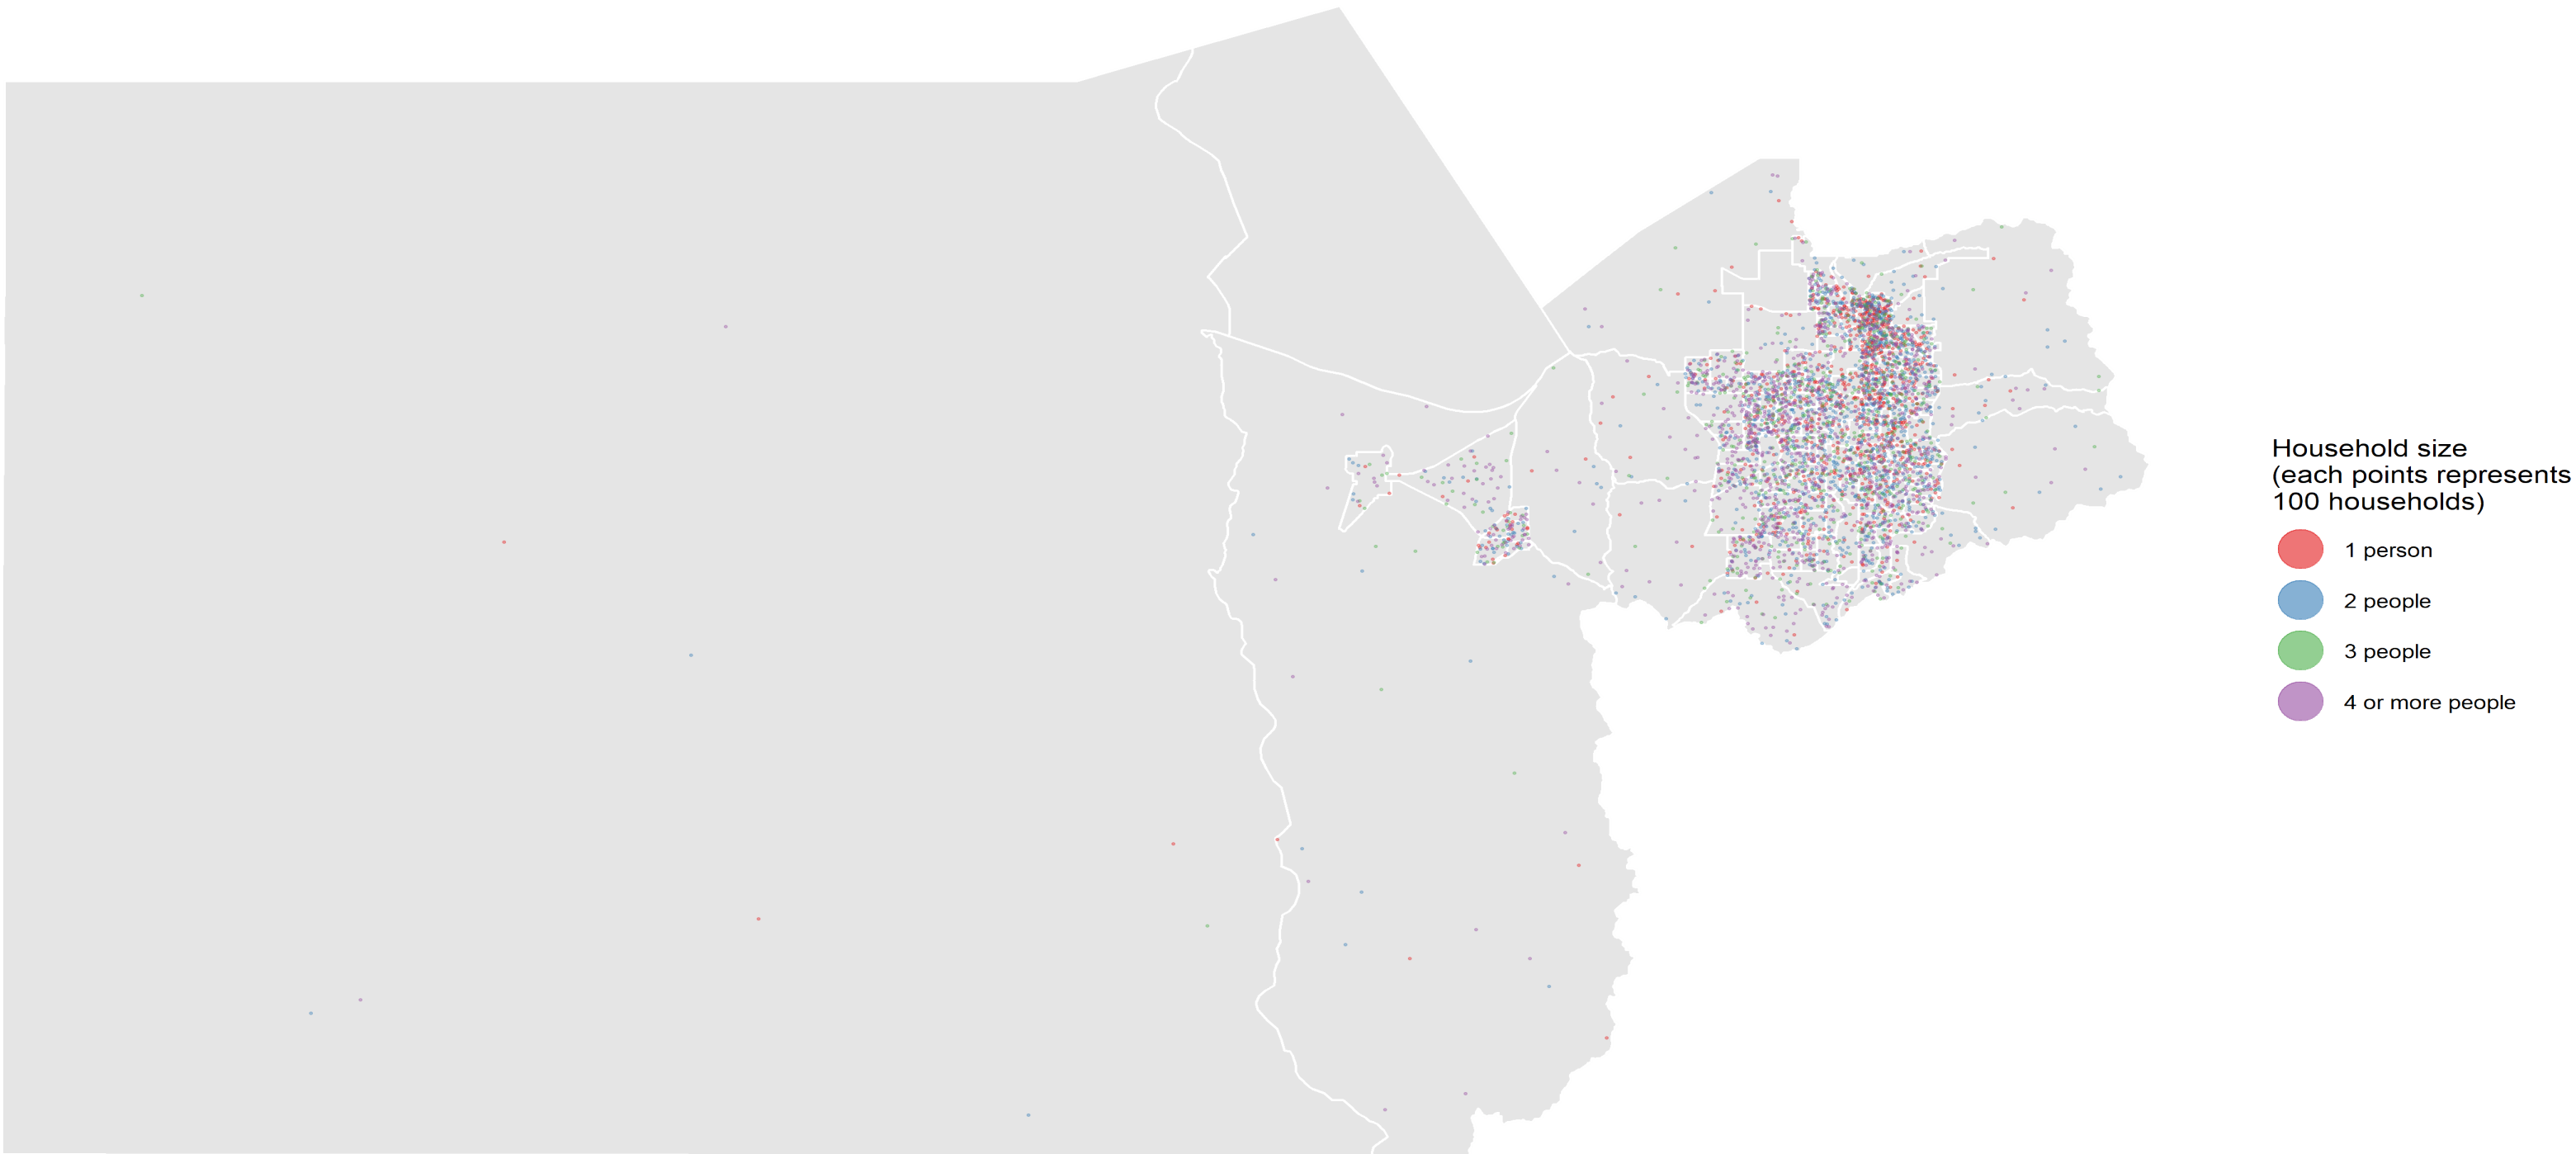 Household size
(each points represents
100 households)
1 person
2 people
3 people
4 or more people